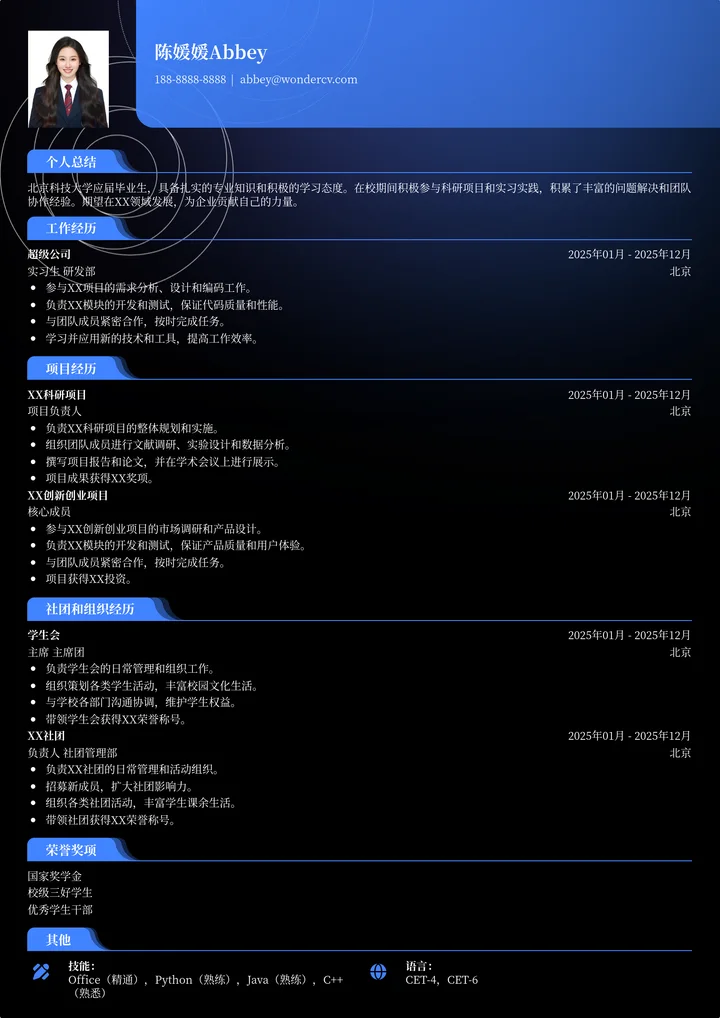 陈媛媛Abbey
188-8888-8888 | abbey@wondercv.com
个人总结
北京科技大学应届毕业生，具备扎实的专业知识和积极的学习态度。在校期间积极参与科研项目和实习实践，积累了丰富的问题解决和团队
协作经验。期望在XX领域发展，为企业贡献自己的力量。
工作经历
超级公司 2025年01月 - 2025年12月
实习生 研发部 北京
• 参与XX项目的需求分析、设计和编码工作。
• 负责XX模块的开发和测试，保证代码质量和性能。
• 与团队成员紧密合作，按时完成任务。
• 学习并应用新的技术和工具，提高工作效率。
项目经历
XX科研项目 2025年01月 - 2025年12月
项目负责人 北京
• 负责XX科研项目的整体规划和实施。
• 组织团队成员进行文献调研、实验设计和数据分析。
• 撰写项目报告和论文，并在学术会议上进行展示。
• 项目成果获得XX奖项。
XX创新创业项目 2025年01月 - 2025年12月
核心成员 北京
• 参与XX创新创业项目的市场调研和产品设计。
• 负责XX模块的开发和测试，保证产品质量和用户体验。
• 与团队成员紧密合作，按时完成任务。
• 项目获得XX投资。
社团和组织经历
学生会 2025年01月 - 2025年12月
主席 主席团 北京
• 负责学生会的日常管理和组织工作。
• 组织策划各类学生活动，丰富校园文化生活。
• 与学校各部门沟通协调，维护学生权益。
• 带领学生会获得XX荣誉称号。
XX社团 2025年01月 - 2025年12月
负责人 社团管理部 北京
• 负责XX社团的日常管理和活动组织。
• 招募新成员，扩大社团影响力。
• 组织各类社团活动，丰富学生课余生活。
• 带领社团获得XX荣誉称号。
荣誉奖项
国家奖学金
校级三好学生
优秀学生干部
其他
技能：
Office（精通），Python（熟练），Java（熟练），C++
（熟悉）
语言：
CET-4，CET-6